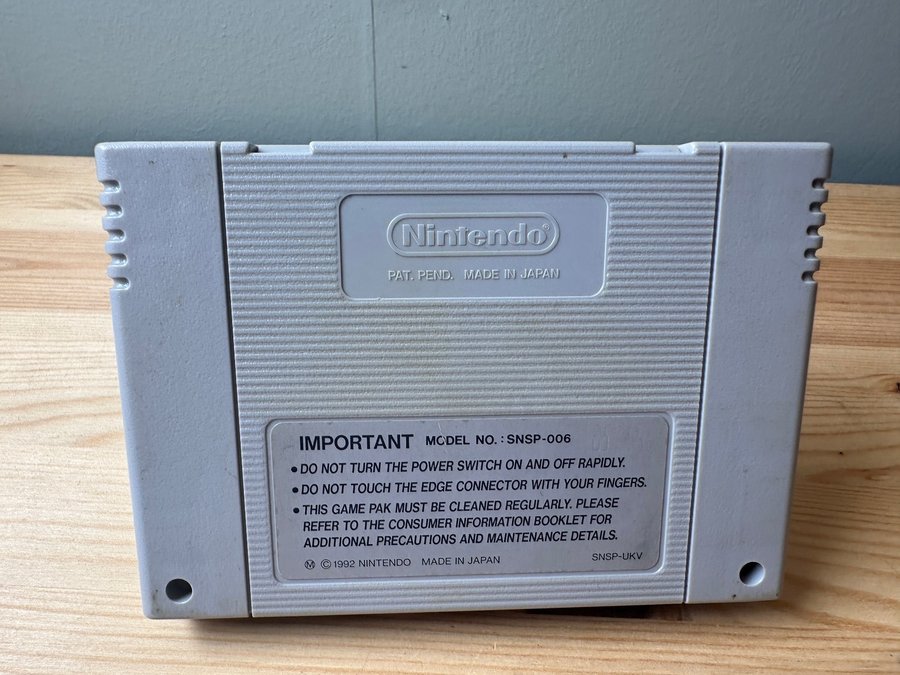 Nintendo®
PAT. PEND. MADE IN JAPAN
IMPORTANT MODEL NO. : SNSP-006
• DO NOT TURN THE POWER SWITCH ON AND OFF RAPIDLY.
• DO NOT TOUCH THE EDGE CONNECTOR WITH YOUR FINGERS.
• THIS GAME PAK MUST BE CLEANED REGULARLY. PLEASE
REFER TO THE CONSUMER INFORMATION BOOKLET FOR
ADDITIONAL PRECAUTIONS AND MAINTENANCE DETAILS.
Ⓜ ©1992 NINTENDO MADE IN JAPAN SNSP-UKV